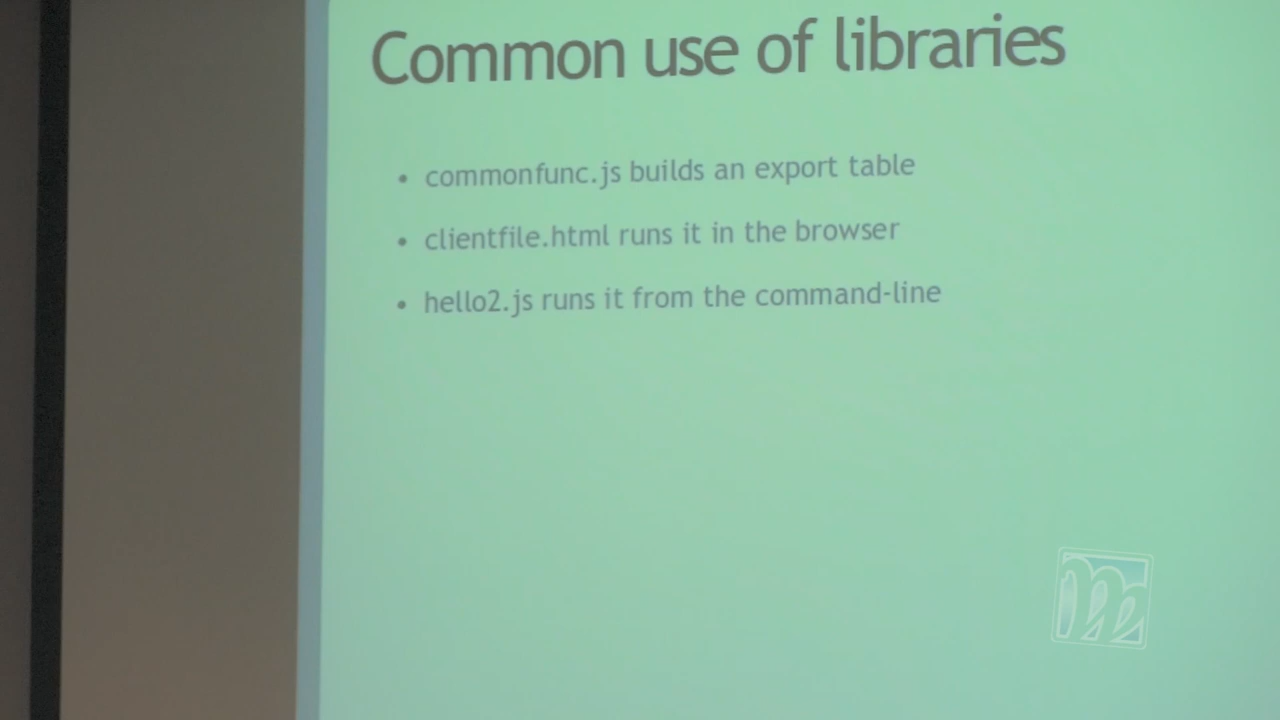 Common use of libraries
• commonfunc.js builds an export table
• clientfile.html runs it in the browser
• hello2.js runs it from the command-line